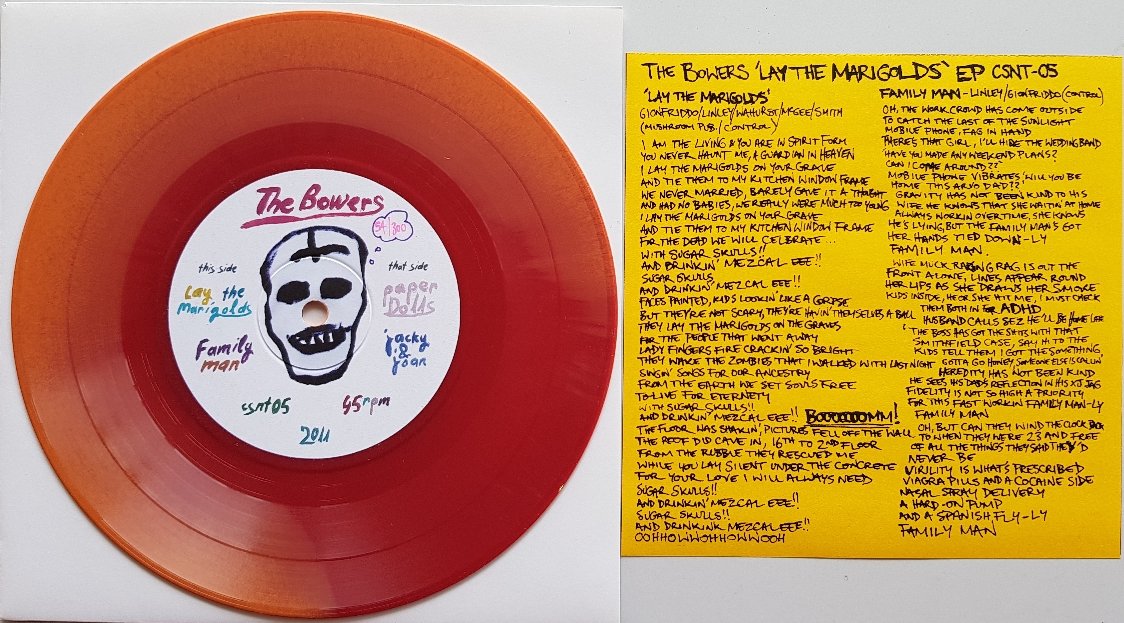 The Bowers
54/300
this side
that side
Lay the
Marigolds
paper
Dolls
Family
man
jacky
&
joan
csnt05
45rpm
2011
THE BOWERS 'LAY THE MARIGOLDS' EP CSNT-05
'LAY THE MARIGOLDS'
GIONFRIDDO/LINLEY/WAHURST/McGEE/SMITH
(MUSHROOM PUB./CONTROL)
I AM THE LIVING & YOU ARE IN SPIRIT FORM
YOU NEVER HAUNT ME, A GUARDIAN IN HEAVEN
I LAY THE MARIGOLDS ON YOUR GRAVE
AND TIE THEM TO MY KITCHEN WINDOW FRAME
WE NEVER MARRIED, BARELY GAVE IT A THOUGHT
AND HAD NO BABIES, WE REALLY WERE MUCH TOO YOUNG
I LAY THE MARIGOLDS ON YOUR GRAVE
AND TIE THEM TO MY KITCHEN WINDOW FRAME
FOR THE DEAD WE WILL CELEBRATE...
WITH SUGAR SKULLS!!
AND DRINKIN' MEZCAL EEE!!
SUGAR SKULLS
AND DRINKIN' MEZCAL EEE!!
FACES PAINTED, KIDS LOOKIN' LIKE A CORPSE
BUT THEY'RE NOT SCARY, THEY'RE HAVIN' THEMSELVES A BALL
THEY LAY THE MARIGOLDS ON THE GRAVES
FOR THE PEOPLE THAT WENT AWAY
LADY FINGERS FIRE CRACKIN' SO BRIGHT
THEY WAKE THE ZOMBIES THAT I WALKED WITH LAST NIGHT
SINGIN' SONGS FOR OUR ANCESTRY
FROM THE EARTH WE SET SOULS FREE
TO LIVE FOR ETERNITY
WITH SUGAR SKULLS!!
AND DRINKIN' MEZCAL EEE!! BOOOOOOMM!
THE FLOOR WAS SHAKIN', PICTURES FELL OFF THE WALL
THE ROOF DID CAVE IN, 16TH TO 2ND FLOOR
FROM THE RUBBLE THEY RESCUED ME
WHILE YOU LAY SILENT UNDER THE CONCRETE
FOR YOUR LOVE I WILL ALWAYS NEED
SUGAR SKULLS!!
AND DRINKIN' MEZCAL EEE!!
SUGAR SKULLS!!
AND DRINKINK MEZCALEEE!!
OOHHOWWOHHOWWOOH
FAMILY MAN - LINLEY/GIONFRIDDO (CONTROL)
OH, THE WORK CROWD HAS COME OUTSIDE
TO CATCH THE LAST OF THE SUNLIGHT
MOBILE PHONE, FAG IN HAND
THERE'S THAT GIRL, I'LL HIDE THE WEDDING BAND
'HAVE YOU MADE ANY WEEKEND PLANS?
CAN I COME AROUND??'
MOBILE PHONE VIBRATES, WILL YOU BE
HOME THIS ARVO DAD??
GRAVITY HAS NOT BEEN KIND TO HIS
WIFE HE KNOWS THAT SHE WAITIN' AT HOME
ALWAYS WORKIN OVERTIME, SHE KNOWS
HE'S LYING, BUT THE FAMILY MAN'S GOT
HER HANDS TIED DOWN-LY
FAMILY MAN.
WIFE MUCK RAKING RAG IS OUT THE
FRONT ALONE, LINES APPEAR ROUND
HER LIPS AS SHE DRAWS HER SMOKE
KIDS INSIDE, HE OR SHE HIT ME, I MUST CHECK
THEM BOTH IN FOR ADHD
HUSBAND CALLS SEZ HE'LL BE HOME LATE
'THE BOSS HAS GOT THE SHITS WITH THAT
SMITHFIELD CASE, SAY HI TO THE
KIDS TELL THEM I GOT THE SOMETHING,
GOTTA GO HONEY, SOMEONE ELSE IS CALLIN'
HEREDITY HAS NOT BEEN KIND
HE SEES HIS DADS REFLECTION IN HIS XJ JAG
FIDELITY IS NOT SO HIGH A PRIORITY
FOR THIS FAST WORKIN FAMILY MAN-LY
FAMILY MAN
OH, BUT CAN THEY WIND THE CLOCK BACK
TO WHEN THEY WERE 23 AND FREE
OF ALL THE THINGS THEY SAID THEY'D
NEVER BE
VIRILITY IS WHAT'S PRESCRIBED
VIAGRA PILLS AND A COCAINE SIDE
NASAL SPRAY DELIVERY
A HARD-ON PUMP
AND A SPANISH FLY-LY
FAMILY MAN